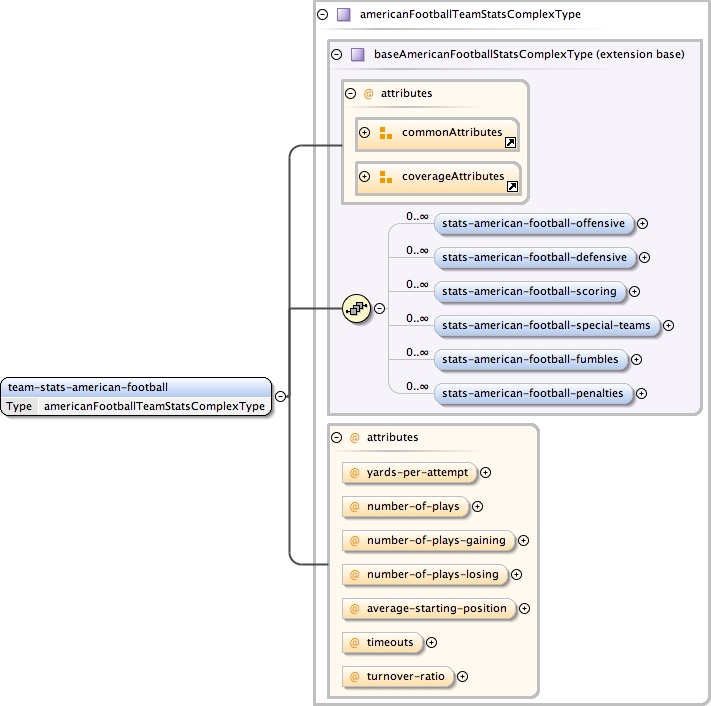 americanFootballTeamStatsComplexType
baseAmericanFootballStatsComplexType (extension base)
@ attributes
commonAttributes
coverageAttributes
0..∞ stats-american-football-offensive
0..∞ stats-american-football-defensive
0..∞ stats-american-football-scoring
0..∞ stats-american-football-special-teams
0..∞ stats-american-football-fumbles
0..∞ stats-american-football-penalties
team-stats-american-football
Type americanFootballTeamStatsComplexType
@ attributes
@ yards-per-attempt
@ number-of-plays
@ number-of-plays-gaining
@ number-of-plays-losing
@ average-starting-position
@ timeouts
@ turnover-ratio